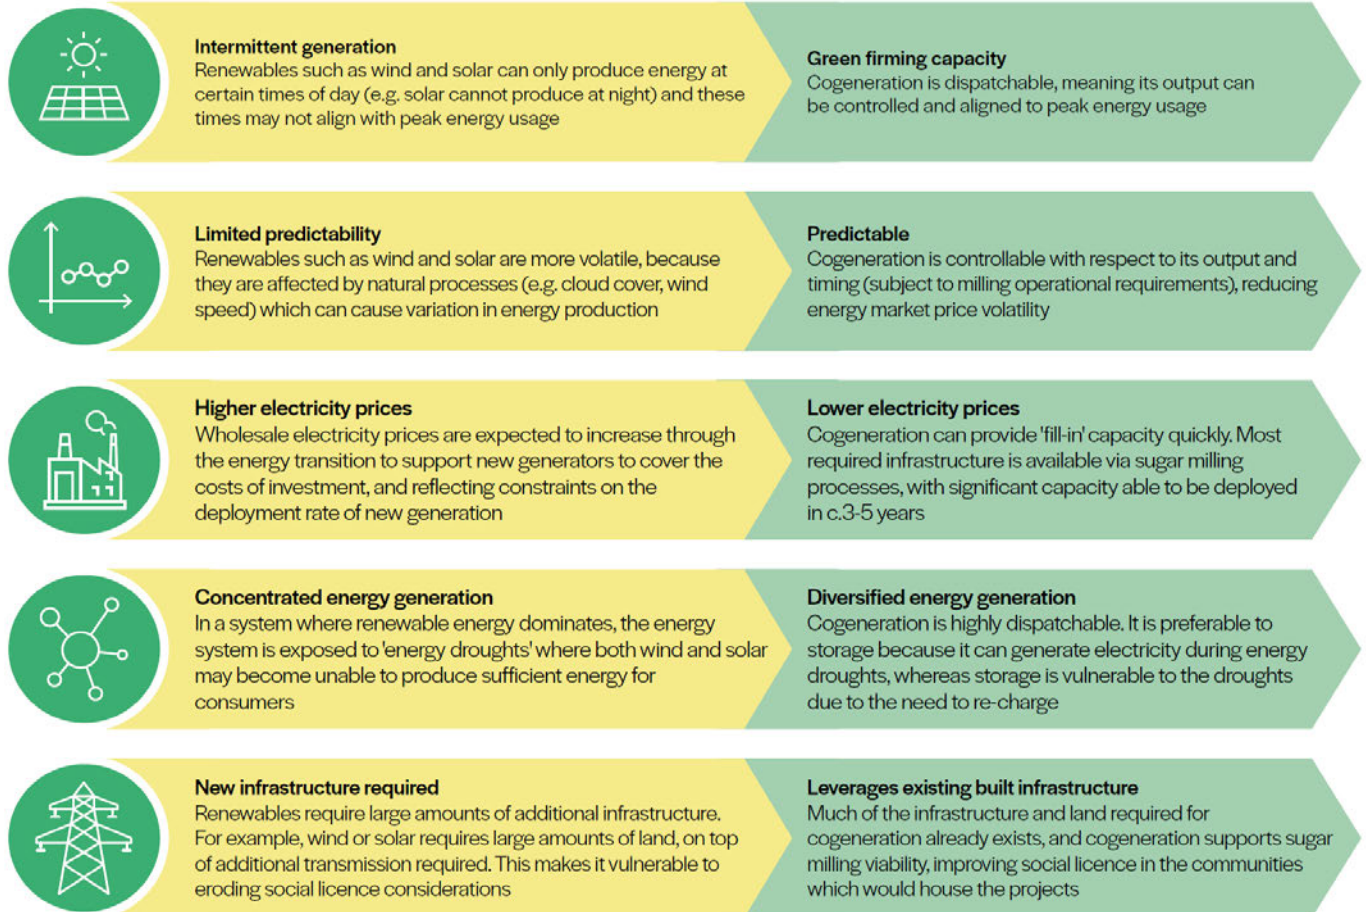 Intermittent generation
Renewables such as wind and solar can only produce energy at
certain times of day (e.g. solar cannot produce at night) and these
times may not align with peak energy usage
Green firming capacity
Cogeneration is dispatchable, meaning its output can
be controlled and aligned to peak energy usage
Limited predictability
Renewables such as wind and solar are more volatile, because
they are affected by natural processes (e.g. cloud cover, wind
speed) which can cause variation in energy production
Predictable
Cogeneration is controllable with respect to its output and
timing (subject to milling operational requirements), reducing
energy market price volatility
Higher electricity prices
Wholesale electricity prices are expected to increase through
the energy transition to support new generators to cover the
costs of investment, and reflecting constraints on the
deployment rate of new generation
Lower electricity prices
Cogeneration can provide 'fill-in' capacity quickly. Most
required infrastructure is available via sugar milling
processes, with significant capacity able to be deployed
in c.3-5 years
Concentrated energy generation
In a system where renewable energy dominates, the energy
system is exposed to 'energy droughts' where both wind and solar
may become unable to produce sufficient energy for
consumers
Diversified energy generation
Cogeneration is highly dispatchable. It is preferable to
storage because it can generate electricity during energy
droughts, whereas storage is vulnerable to the droughts
due to the need to re-charge
New infrastructure required
Renewables require large amounts of additional infrastructure.
For example, wind or solar requires large amounts of land, on top
of additional transmission required. This makes it vulnerable to
eroding social licence considerations
Leverages existing built infrastructure
Much of the infrastructure and land required for
cogeneration already exists, and cogeneration supports sugar
milling viability, improving social licence in the communities
which would house the projects